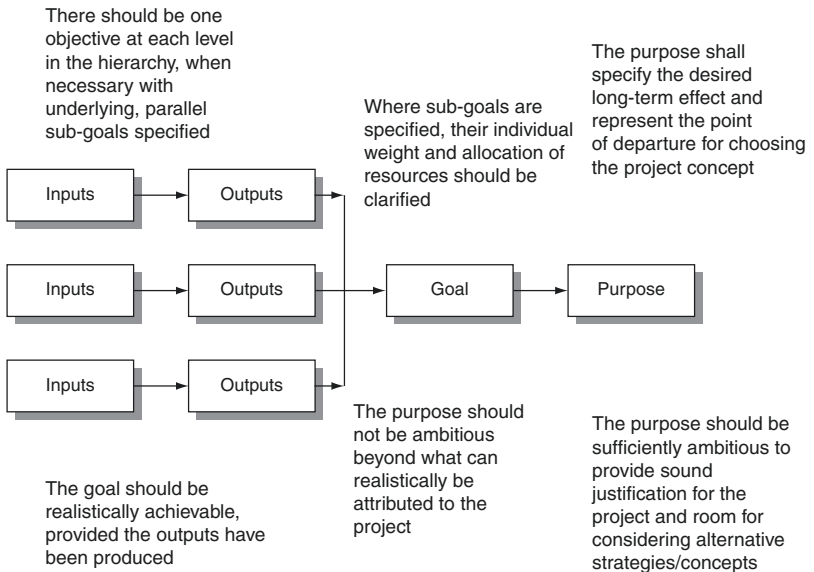 There should be one
objective at each level
in the hierarchy, when
necessary with
underlying, parallel
sub-goals specified
Where sub-goals are
specified, their individual
weight and allocation of
resources should be
clarified
The purpose shall
specify the desired
long-term effect and
represent the point
of departure for choosing
the project concept
Inputs
Outputs
Inputs
Outputs
Goal
Purpose
Inputs
Outputs
The goal should be
realistically achievable,
provided the outputs have
been produced
The purpose should
not be ambitious
beyond what can
realistically be
attributed to the
project
The purpose should be
sufficiently ambitious to
provide sound
justification for the
project and room for
considering alternative
strategies/concepts